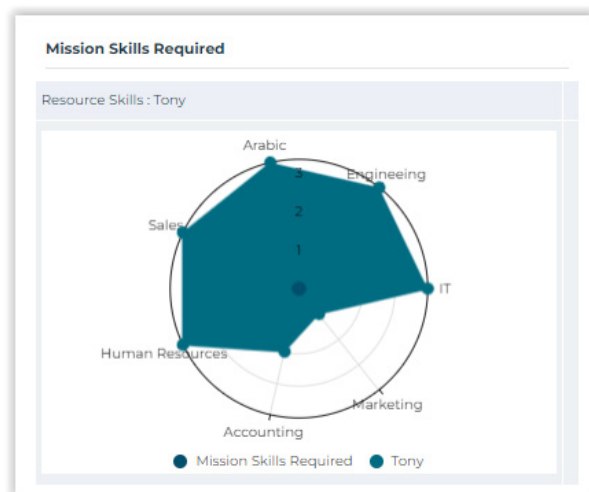 Mission Skills Required
Resource Skills : Tony
Arabic
3
Engineeing
2
Sales
1
IT
Human Resources
Marketing
Accounting
Mission Skills Required
Tony